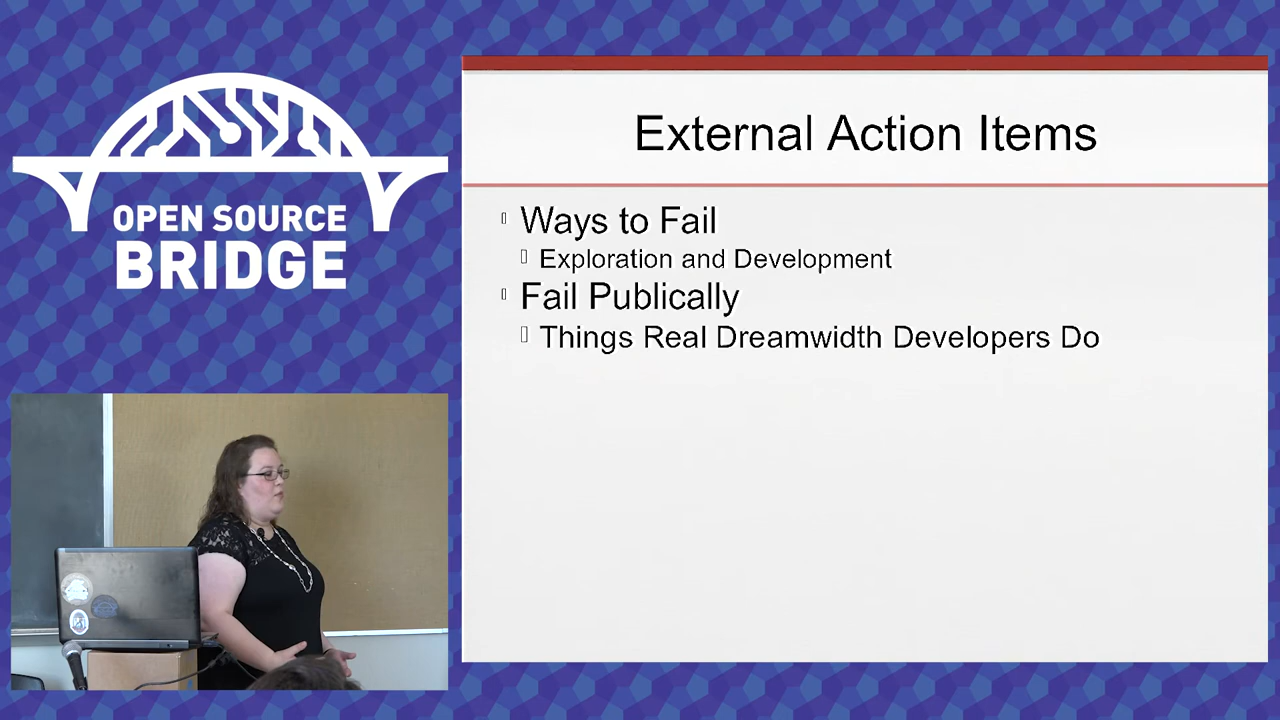 OPEN SOURCE
BRIDGE
External Action Items
Ways to Fail
Exploration and Development
Fail Publically
Things Real Dreamwidth Developers Do